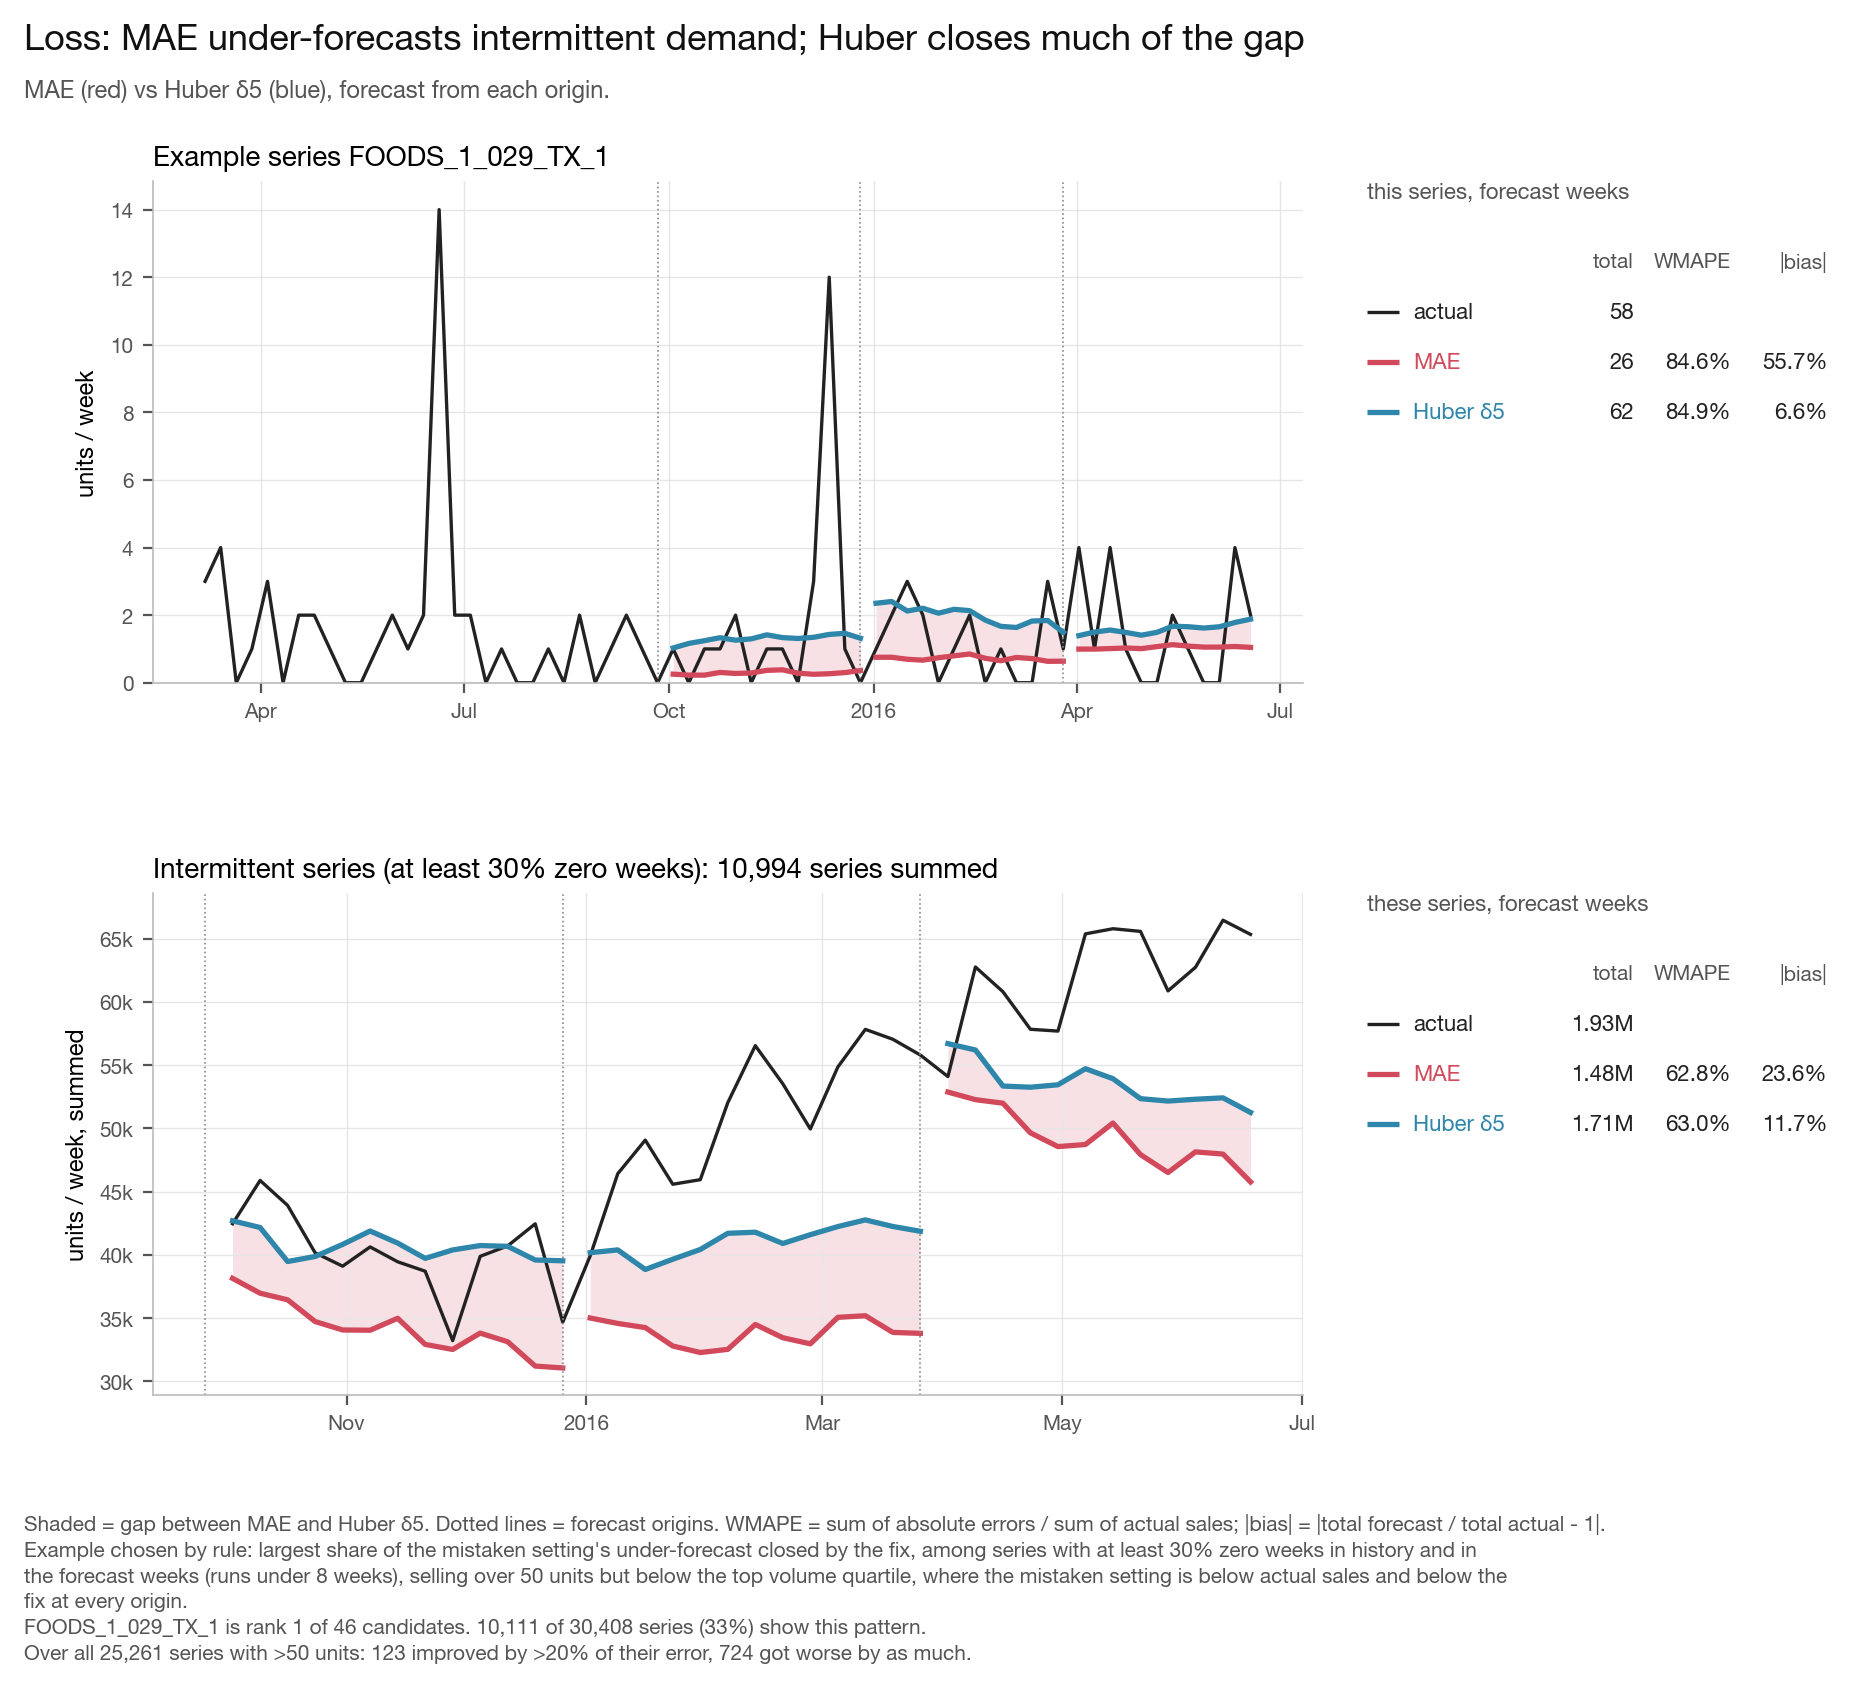 Loss: MAE under-forecasts intermittent demand; Huber closes much of the gap
MAE (red) vs Huber δ5 (blue), forecast from each origin.
Example series FOODS_1_029_TX_1
units / week
14
12
10
8
6
4
2
0
Apr
Jul
Oct
2016
Apr
Jul
this series, forecast weeks
total WMAPE |bias|
actual 58
MAE 26 84.6% 55.7%
Huber δ5 62 84.9% 6.6%
Intermittent series (at least 30% zero weeks): 10,994 series summed
units / week, summed
65k
60k
55k
50k
45k
40k
35k
30k
Nov
2016
Mar
May
Jul
these series, forecast weeks
total WMAPE |bias|
actual 1.93M
MAE 1.48M 62.8% 23.6%
Huber δ5 1.71M 63.0% 11.7%
Shaded = gap between MAE and Huber δ5. Dotted lines = forecast origins. WMAPE = sum of absolute errors / sum of actual sales; |bias| = |total forecast / total actual - 1|.
Example chosen by rule: largest share of the mistaken setting's under-forecast closed by the fix, among series with at least 30% zero weeks in history and in
the forecast weeks (runs under 8 weeks), selling over 50 units but below the top volume quartile, where the mistaken setting is below actual sales and below the
fix at every origin.
FOODS_1_029_TX_1 is rank 1 of 46 candidates. 10,111 of 30,408 series (33%) show this pattern.
Over all 25,261 series with >50 units: 123 improved by >20% of their error, 724 got worse by as much.